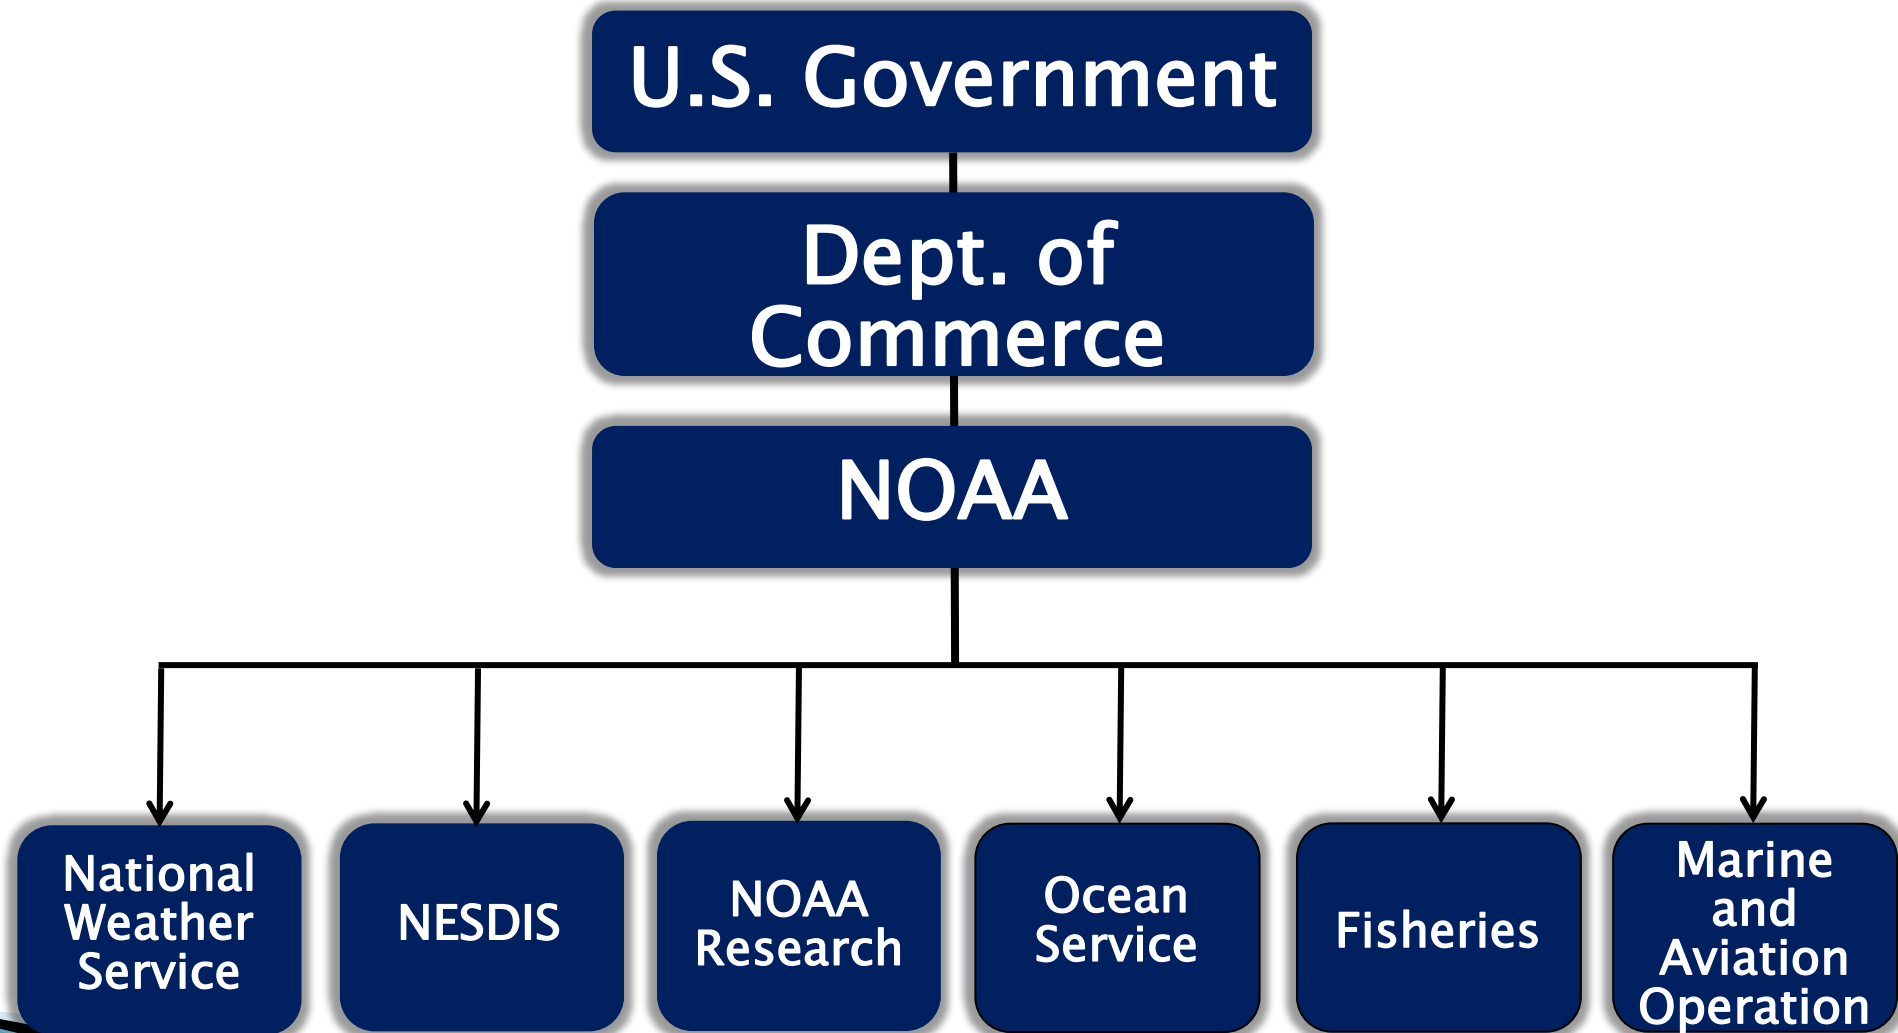 U.S. Government
Dept. of
Commerce
NOAA
National
Weather
Service
NESDIS
NOAA
Research
Ocean
Service
Fisheries
Marine
and
Aviation
Operation